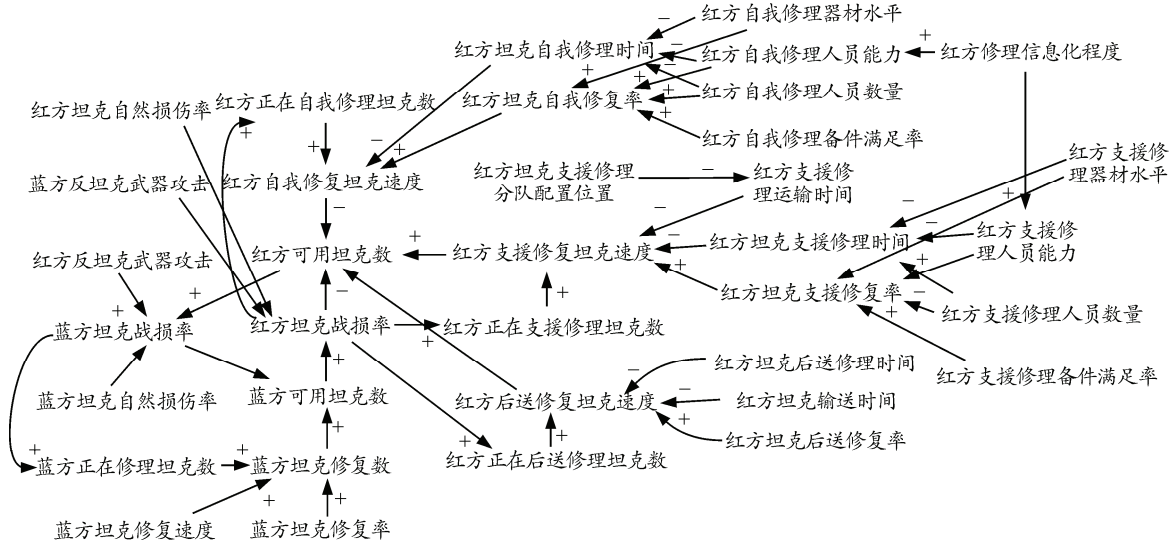 红方自我修理器材水平
红方坦克自我修理时间
红方自我修理人员能力
红方修理信息化程度
红方自我修理人员数量
红方坦克自然损伤率
红方正在自我修理坦克数
红方坦克自我修复率
红方自我修理备件满足率
红方坦克支援修理
分队配置位置
红方支援修
理运输时间
红方支援修
理器材水平
蓝方反坦克武器攻击
红方自我修复坦克速度
红方可用坦克数
红方支援修复坦克速度
红方坦克支援修理时间
红方支援修
理人员能力
红方反坦克武器攻击
红方坦克支援修复率
蓝方坦克战损率
红方坦克战损率
红方正在支援修理坦克数
红方支援修理人员数量
红方坦克后送修理时间
红方支援修理备件满足率
蓝方坦克自然损伤率
蓝方可用坦克数
红方后送修复坦克速度
红方坦克输送时间
红方坦克后送修复率
蓝方正在修理坦克数
蓝方坦克修复数
红方正在后送修理坦克数
蓝方坦克修复速度
蓝方坦克修复率